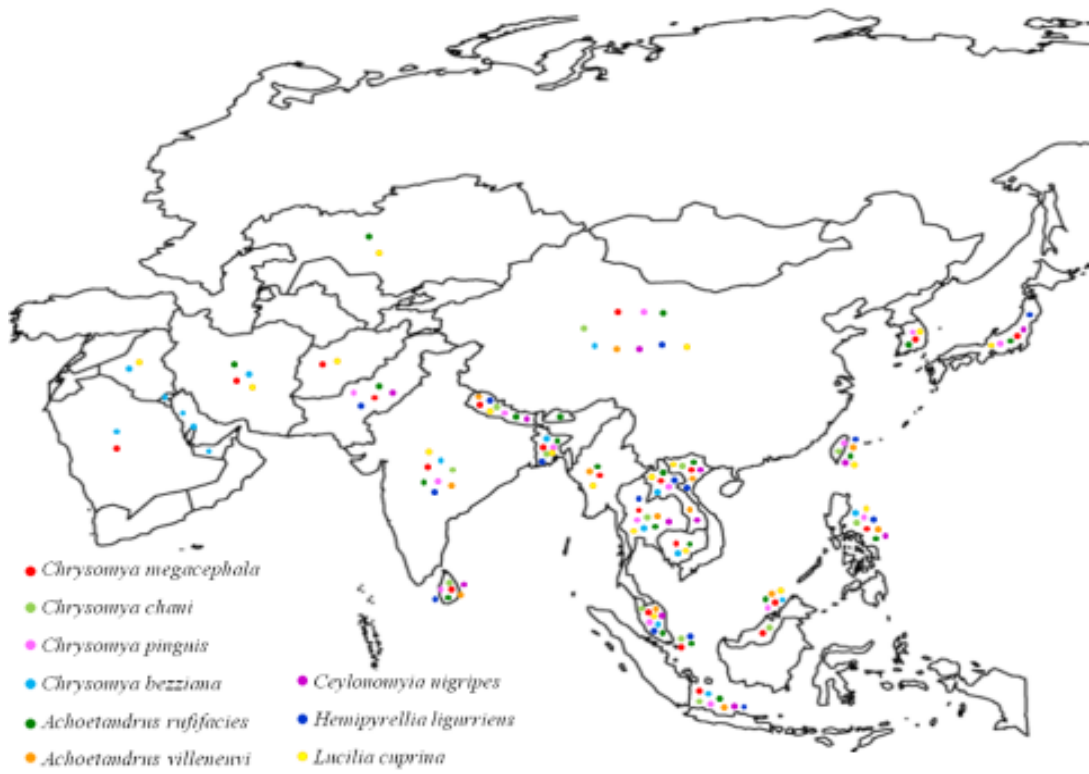 Chrysomya megacephala
Chrysomya chani
Chrysomya pinguis
Chrysomya bezziana
Achoetandrus rufifacies
Achoetandrus villeneuvi
Ceylonomyia nigripes
Hemipyrellia ligurriens
Lucilia cuprina